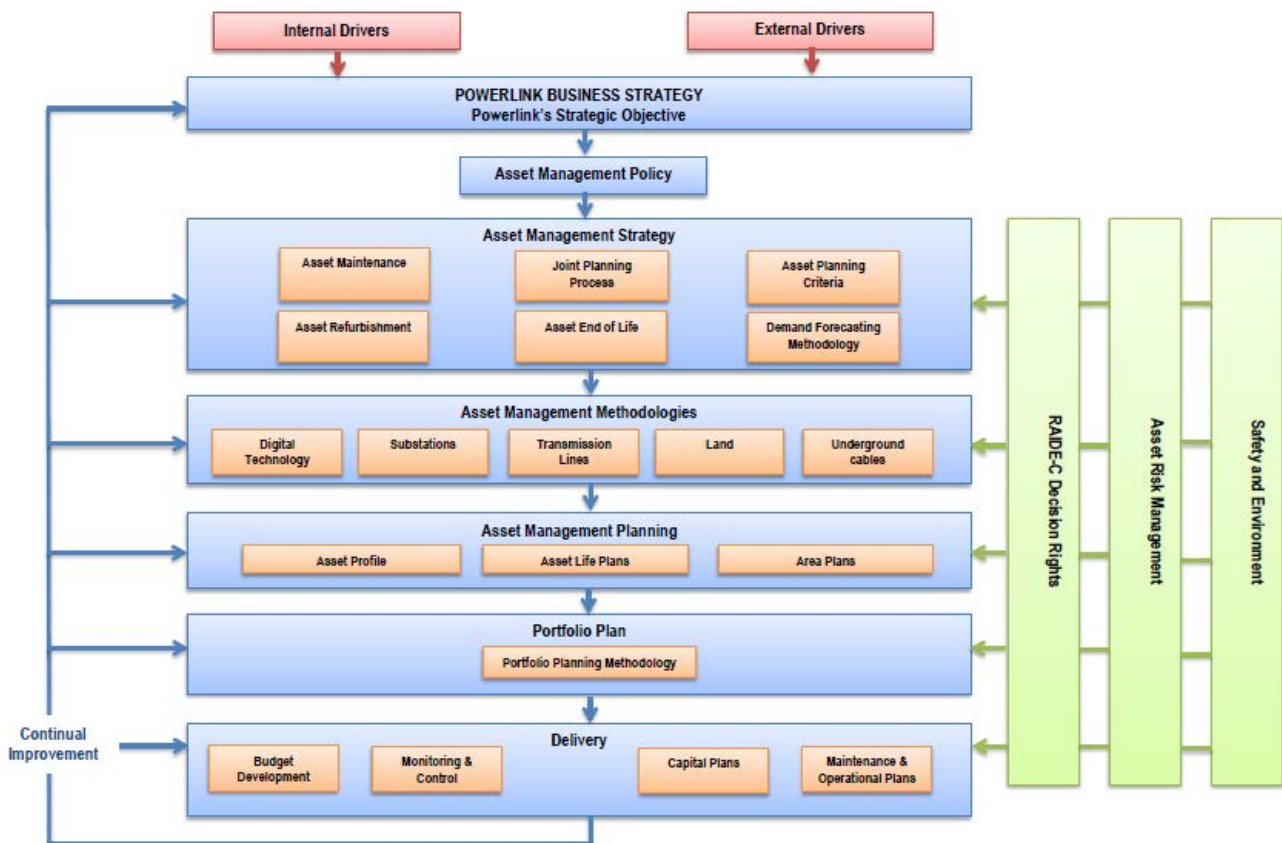 Internal Drivers
External Drivers
POWERLINK BUSINESS STRATEGY
Powerlink's Strategic Objective
Asset Management Policy
Asset Management Strategy
Asset Maintenance
Joint Planning
Process
Asset Planning
Criteria
Asset Refurbishment
Asset End of Life
Demand Forecasting
Methodology
Asset Management Methodologies
Digital
Technology
Substations
Transmission
Lines
Land
Underground
cables
Asset Management Planning
Asset Profile
Asset Life Plans
Area Plans
Portfolio Plan
Portfolio Planning Methodology
Delivery
Budget
Development
Monitoring &
Control
Capital Plans
Maintenance &
Operational Plans
Continual
Improvement
RAIDE-C Decision Rights
Asset Risk Management
Safety and Environment